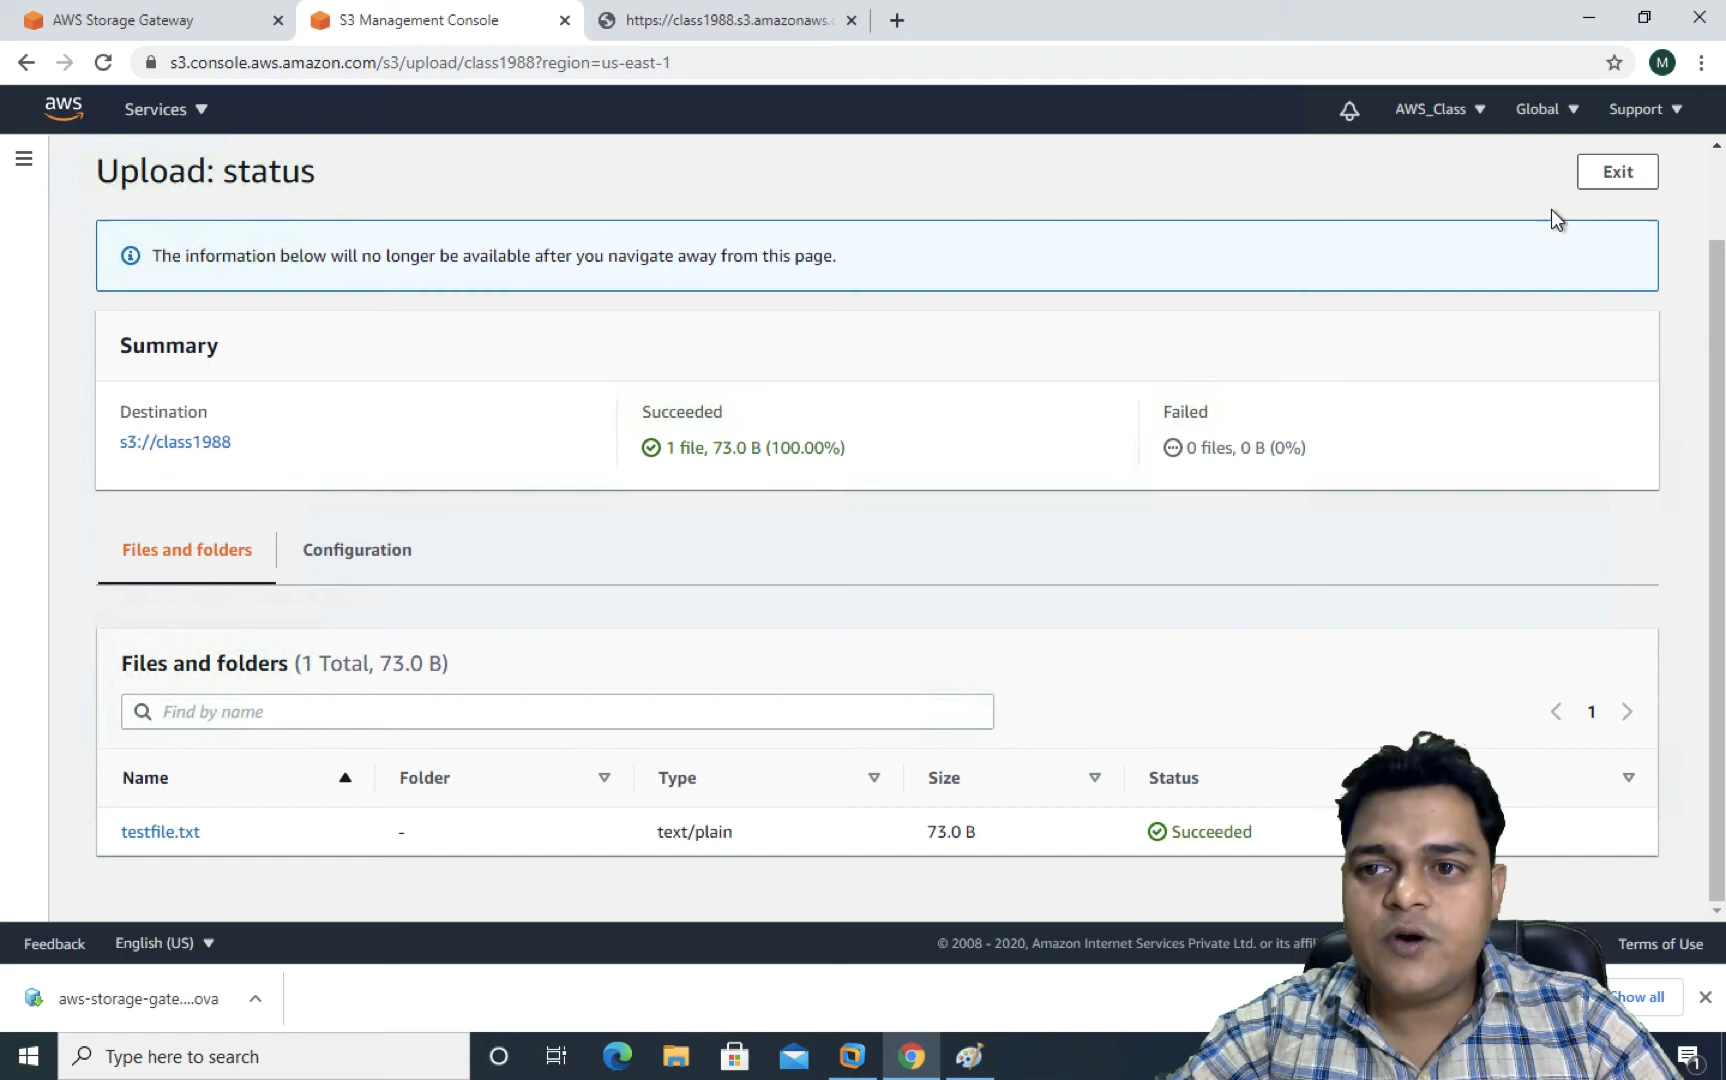 AWS Storage Gateway
S3 Management Console
https://class1988.s3.amazonaws.
s3.console.aws.amazon.com/s3/upload/class1988?region=us-east-1
aws Services AWS_Class Global Support
Upload: status
Exit
The information below will no longer be available after you navigate away from this page.
Summary
Destination Succeeded Failed
s3://class1988 1 file, 73.0 B (100.00%) 0 files, 0 B (0%)
Files and folders Configuration
Files and folders (1 Total, 73.0 B)
Find by name
1
Name Folder Type Size Status
testfile.txt - text/plain 73.0 B Succeeded
Feedback English (US) © 2008 - 2020, Amazon Internet Services Private Ltd. or its Terms of Use
aws-storage-gate....ova
Show all
Type here to search
M
1